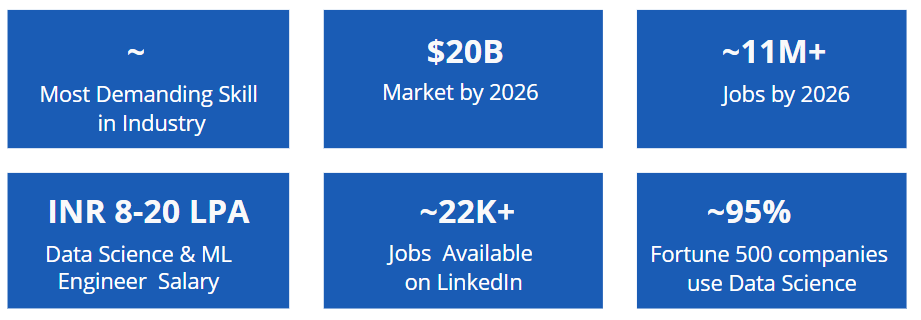 ~
Most Demanding Skill
in Industry
$20B
Market by 2026
~11M+
Jobs by 2026
INR 8-20 LPA
Data Science & ML
Engineer Salary
~22K+
Jobs Available
on LinkedIn
~95%
Fortune 500 companies
use Data Science